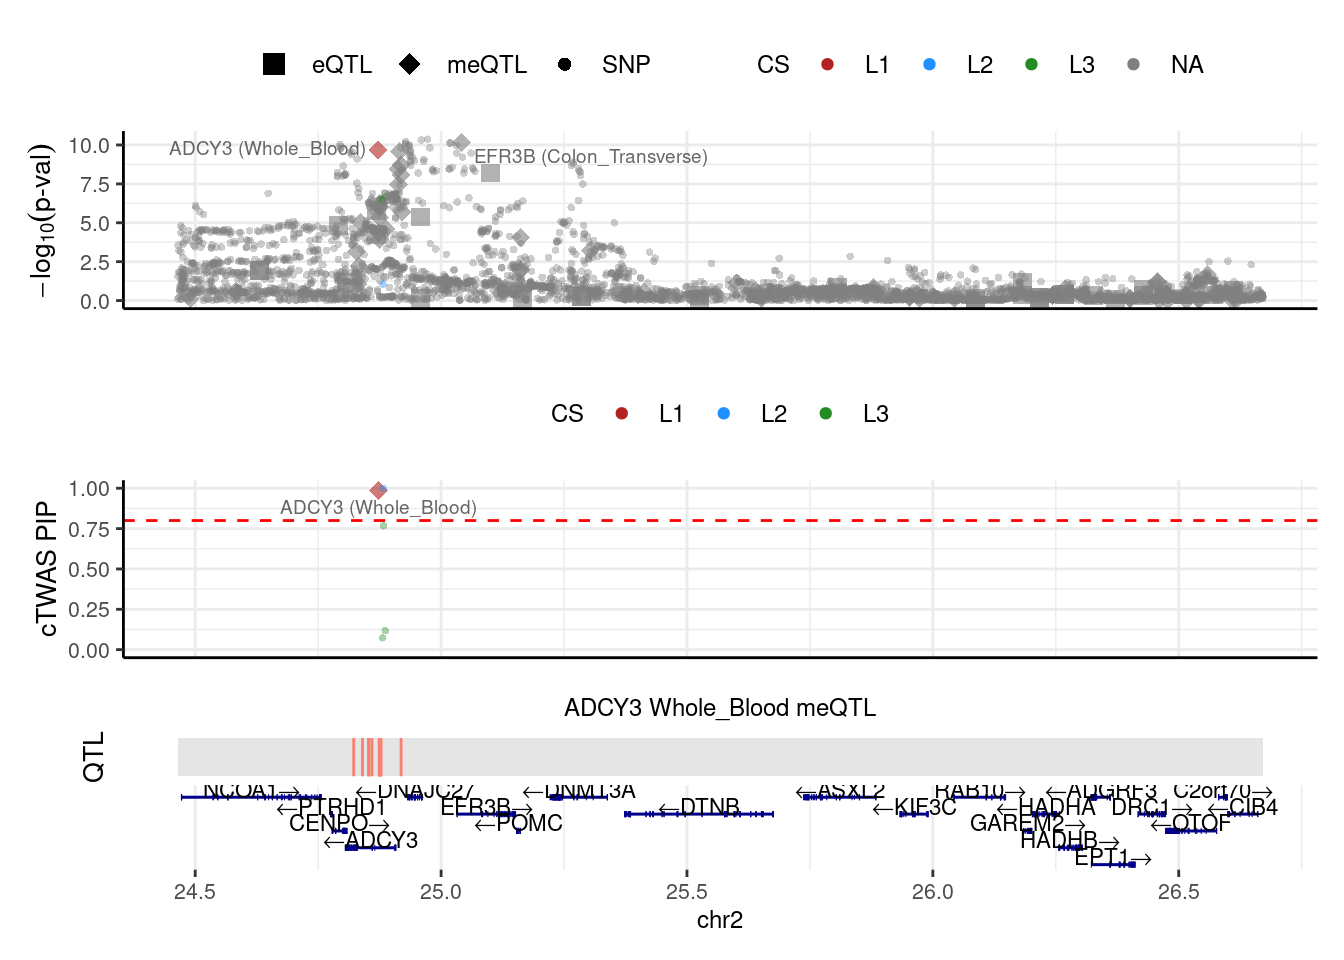 eQTL meQTL SNP CS L1 L2 L3 NA
−log10(p-val)
10.0
7.5
5.0
2.5
0.0
ADCY3 (Whole_Blood)
EFR3B (Colon_Transverse)
CS L1 L2 L3
cTWAS PIP
1.00
0.75
0.50
0.25
0.00
ADCY3 (Whole_Blood)
ADCY3 Whole_Blood meQTL
QTL
NCOA1→ ←DNAJC27 ←DNMT3A ←ASXL2 RAB10→ ←ADGRF3 C2orf70→
←PTRHD1 EFR3B→ ←DTNB ←KIF3C ←HADHA DRC1→ ←CIB4
CENPO→ ←POMC GAREM2→ ←OTOF
←ADCY3 HADHB→
EPT1→
24.5 25.0 25.5 26.0 26.5
chr2